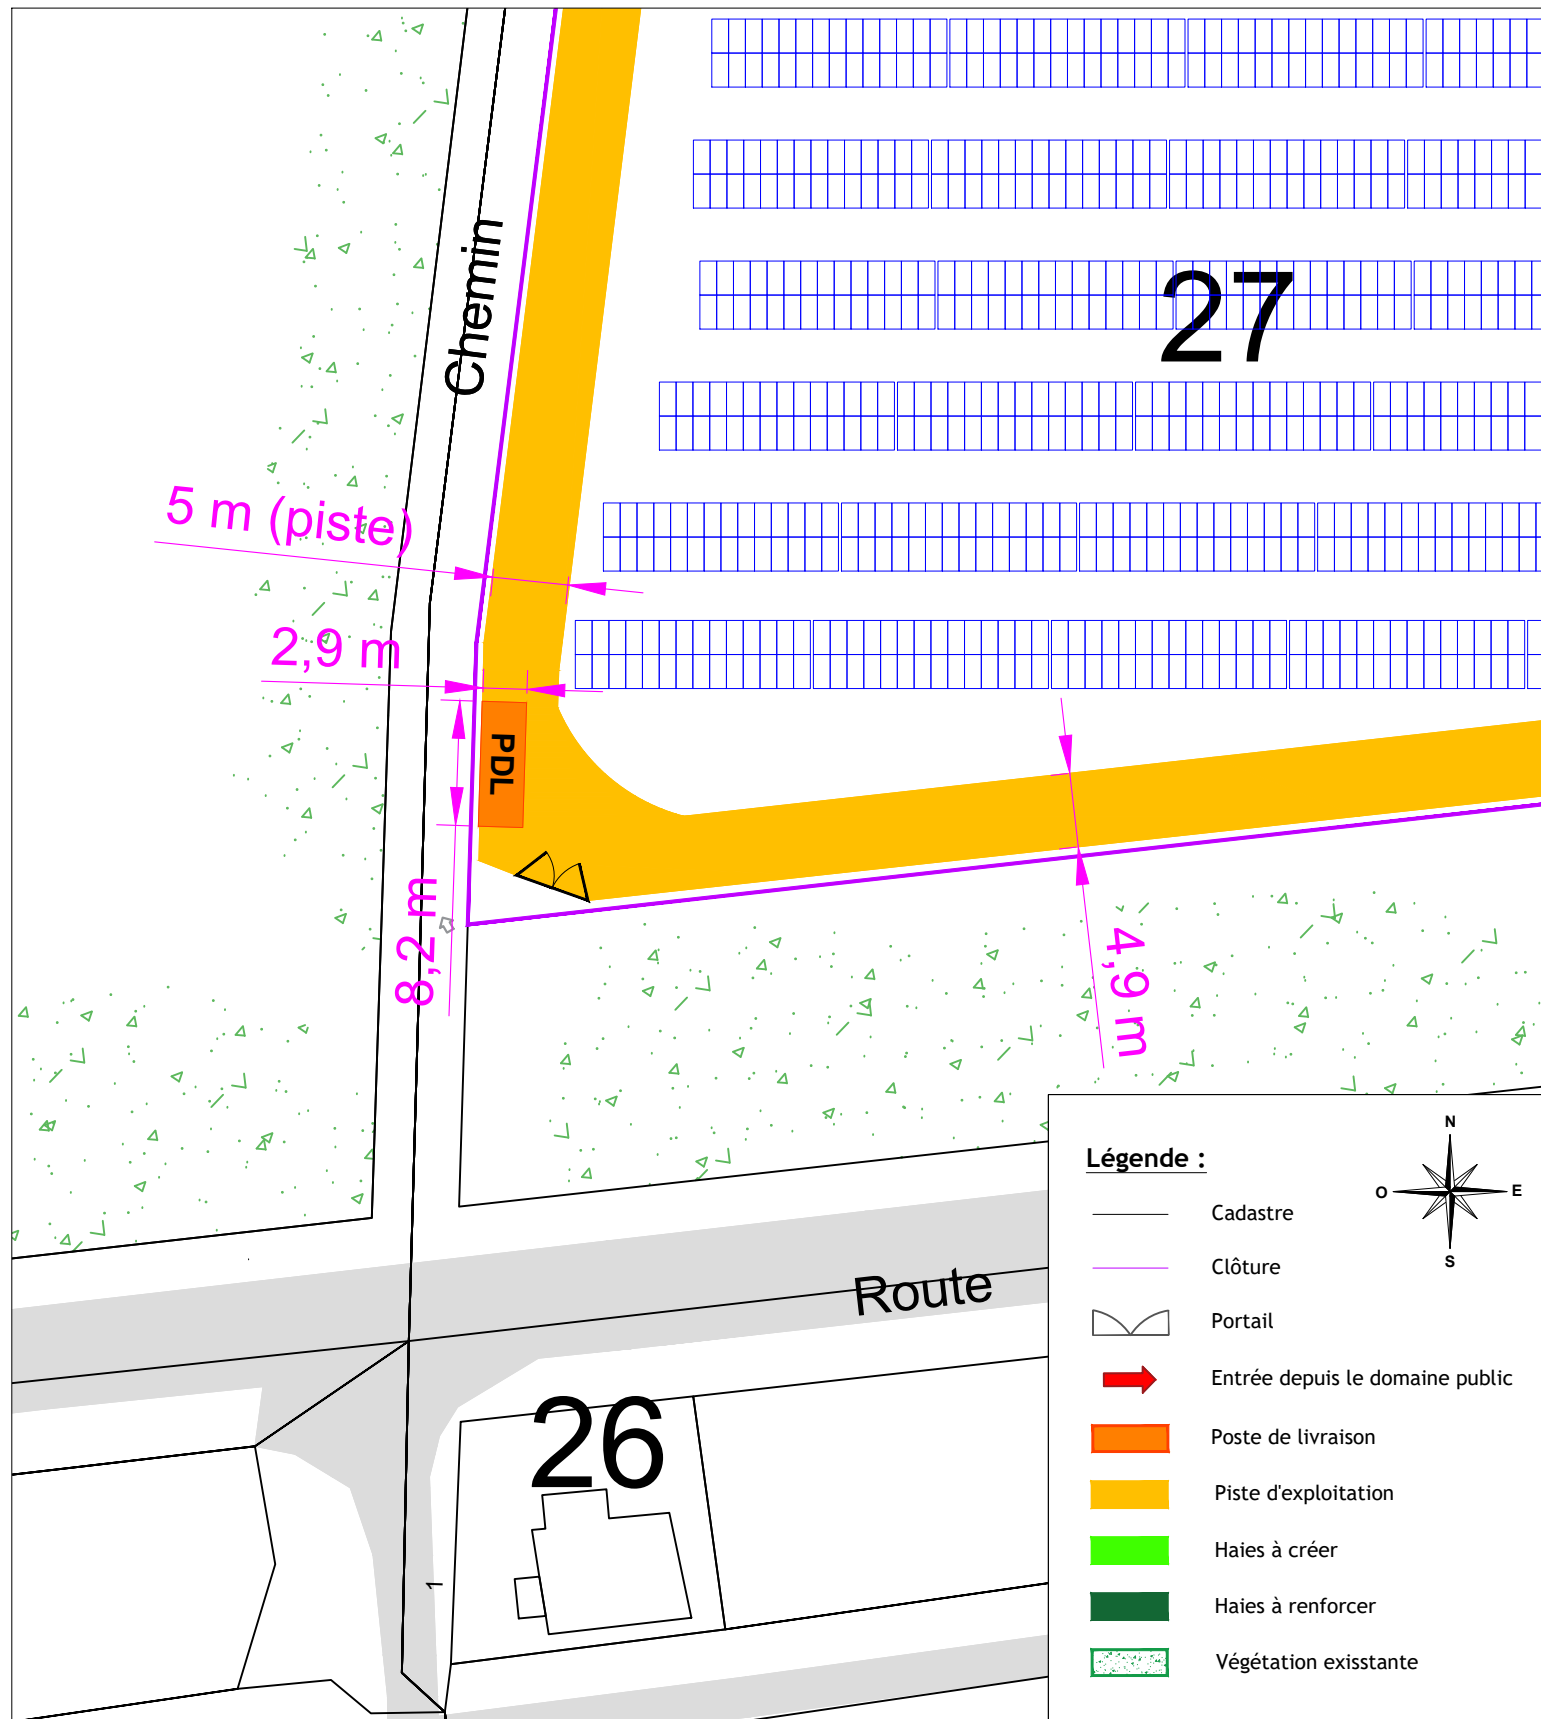 27
Chemin
5 m (piste)
2,9 m
PDL
8,2 m
4,9 m
Route
26
1
Légende :
N
O
E
S
Cadastre
Clôture
Portail
Entrée depuis le domaine public
Poste de livraison
Piste d'exploitation
Haies à créer
Haies à renforcer
Végétation exisstante